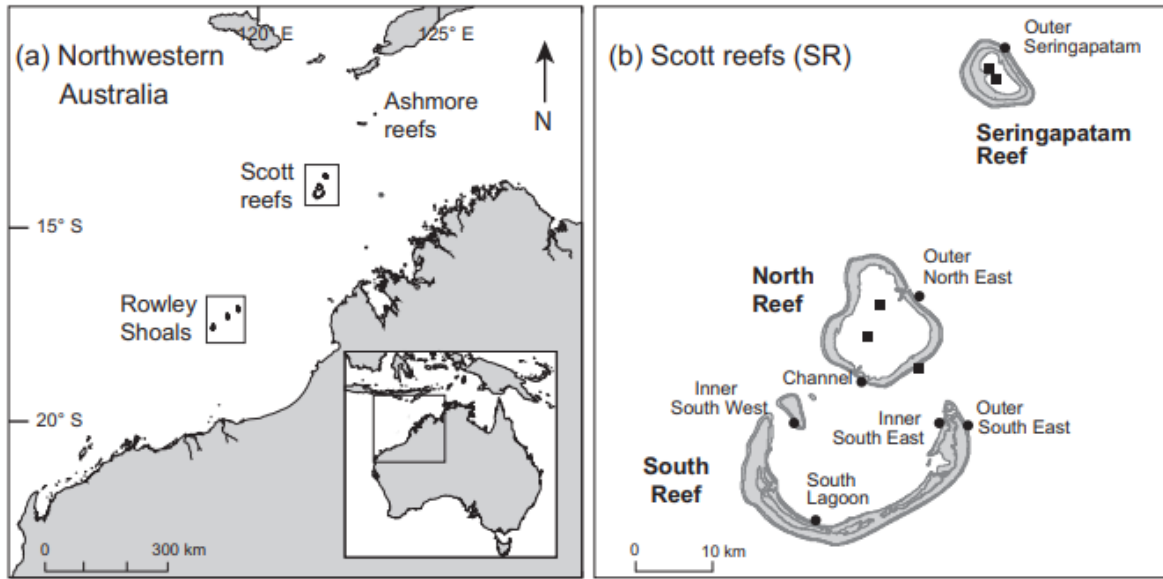 120° E
125° E
(a) Northwestern
Australia
N
Ashmore
reefs
Scott
reefs
15° S
Rowley
Shoals
20° S
0
300 km
(b) Scott reefs (SR)
Outer
Seringapatam
Seringapatam
Reef
Outer
North East
North
Reef
Channel
Inner
South West
Inner
South East
Outer
South East
South
Reef
South
Lagoon
0
10 km